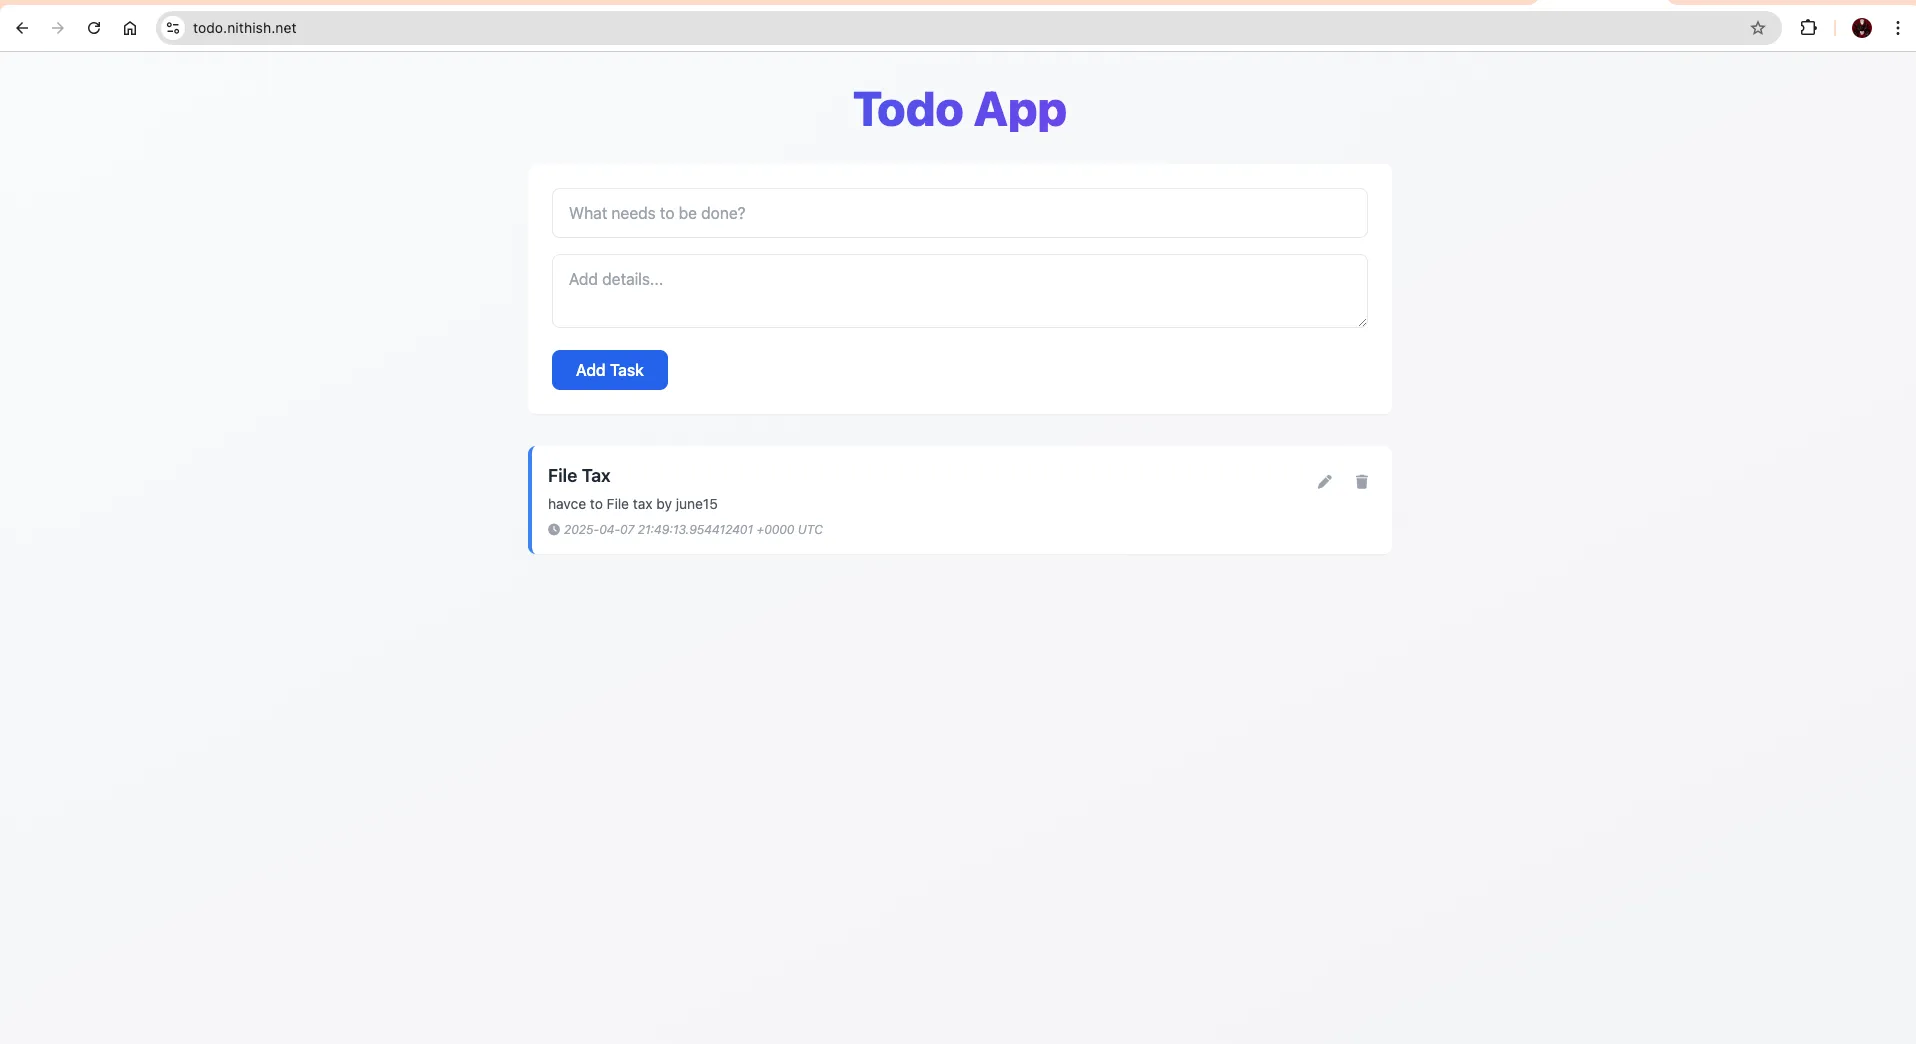 todo.nithish.net
Todo App
What needs to be done?
Add details...
Add Task
File Tax
havce to File tax by june15
2025-04-07 21:49:13.954412401 +0000 UTC